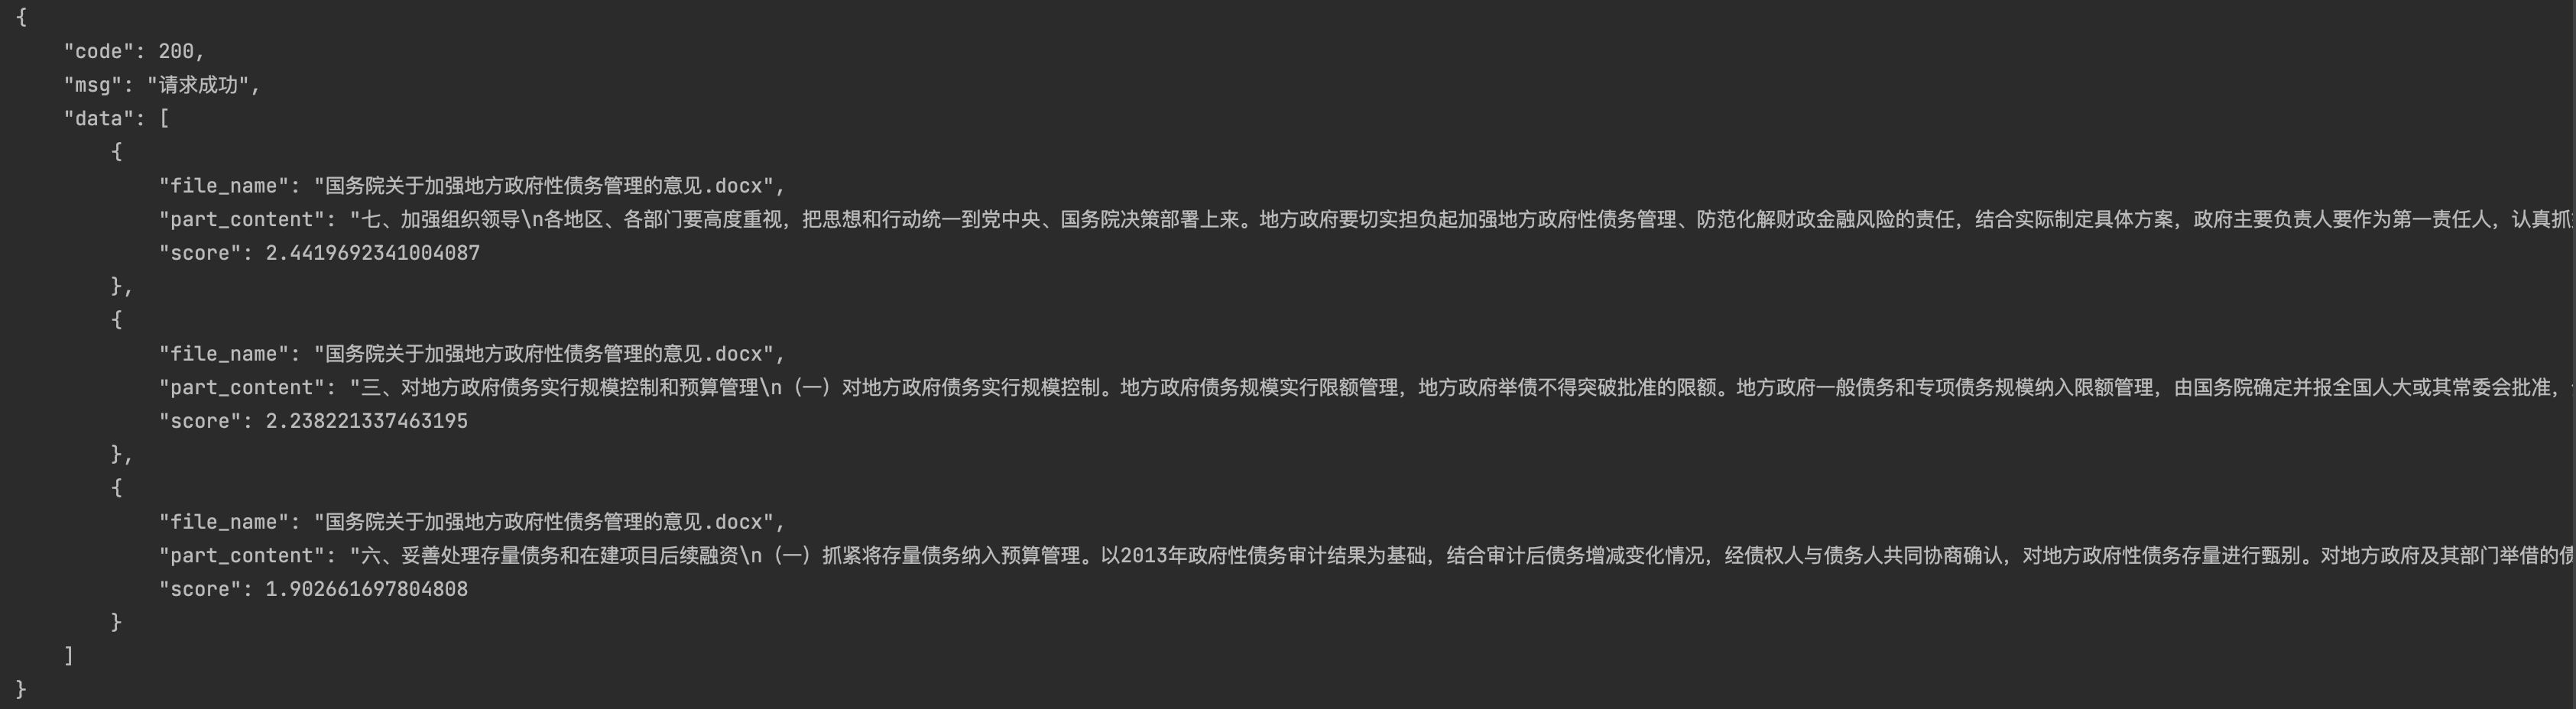 {
"code": 200,
"msg": "请求成功",
"data": [
{
"file_name": "国务院关于加强地方政府性债务管理的意见.docx",
"part_content": "七、加强组织领导\n各地区、各部门要高度重视，把思想和行动统一到党中央、国务院决策部署上来。地方政府要切实担负起加强地方政府性债务管理、防范化解财政金融风险的责任，结合实际制定具体方案，政府主要负责人要作为第一责任人，认真抓
"score": 2.4419692341004087
},
{
"file_name": "国务院关于加强地方政府性债务管理的意见.docx",
"part_content": "三、对地方政府债务实行规模控制和预算管理\n（一）对地方政府债务实行规模控制。地方政府债务规模实行限额管理，地方政府举债不得突破批准的限额。地方政府一般债务和专项债务规模纳入限额管理，由国务院确定并报全国人大或其常委会批准，
"score": 2.238221337463195
},
{
"file_name": "国务院关于加强地方政府性债务管理的意见.docx",
"part_content": "六、妥善处理存量债务和在建项目后续融资\n（一）抓紧将存量债务纳入预算管理。以2013年政府性债务审计结果为基础，结合审计后债务增减变化情况，经债权人与债务人共同协商确认，对地方政府性债务存量进行甄别。对地方政府及其部门举借的债
"score": 1.902661697804808
}
]
}